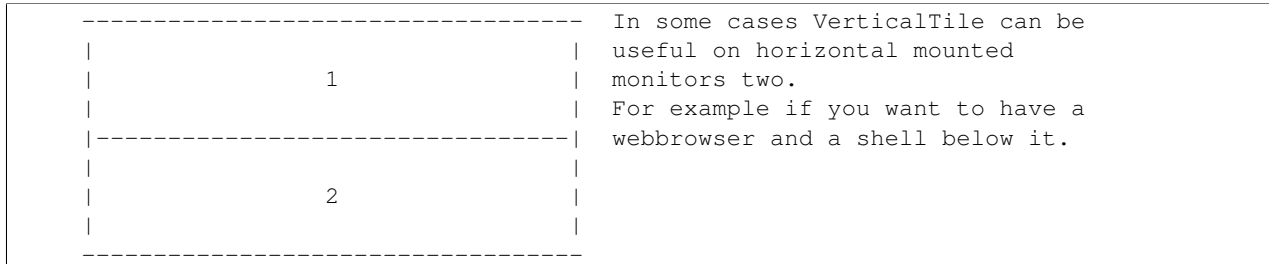 ----------------------------------- In some cases VerticalTile can be
| | useful on horizontal mounted
| 1 | monitors two.
| | For example if you want to have a
|---------------------------------| webbrowser and a shell below it.
| |
| 2 |
| |
-----------------------------------